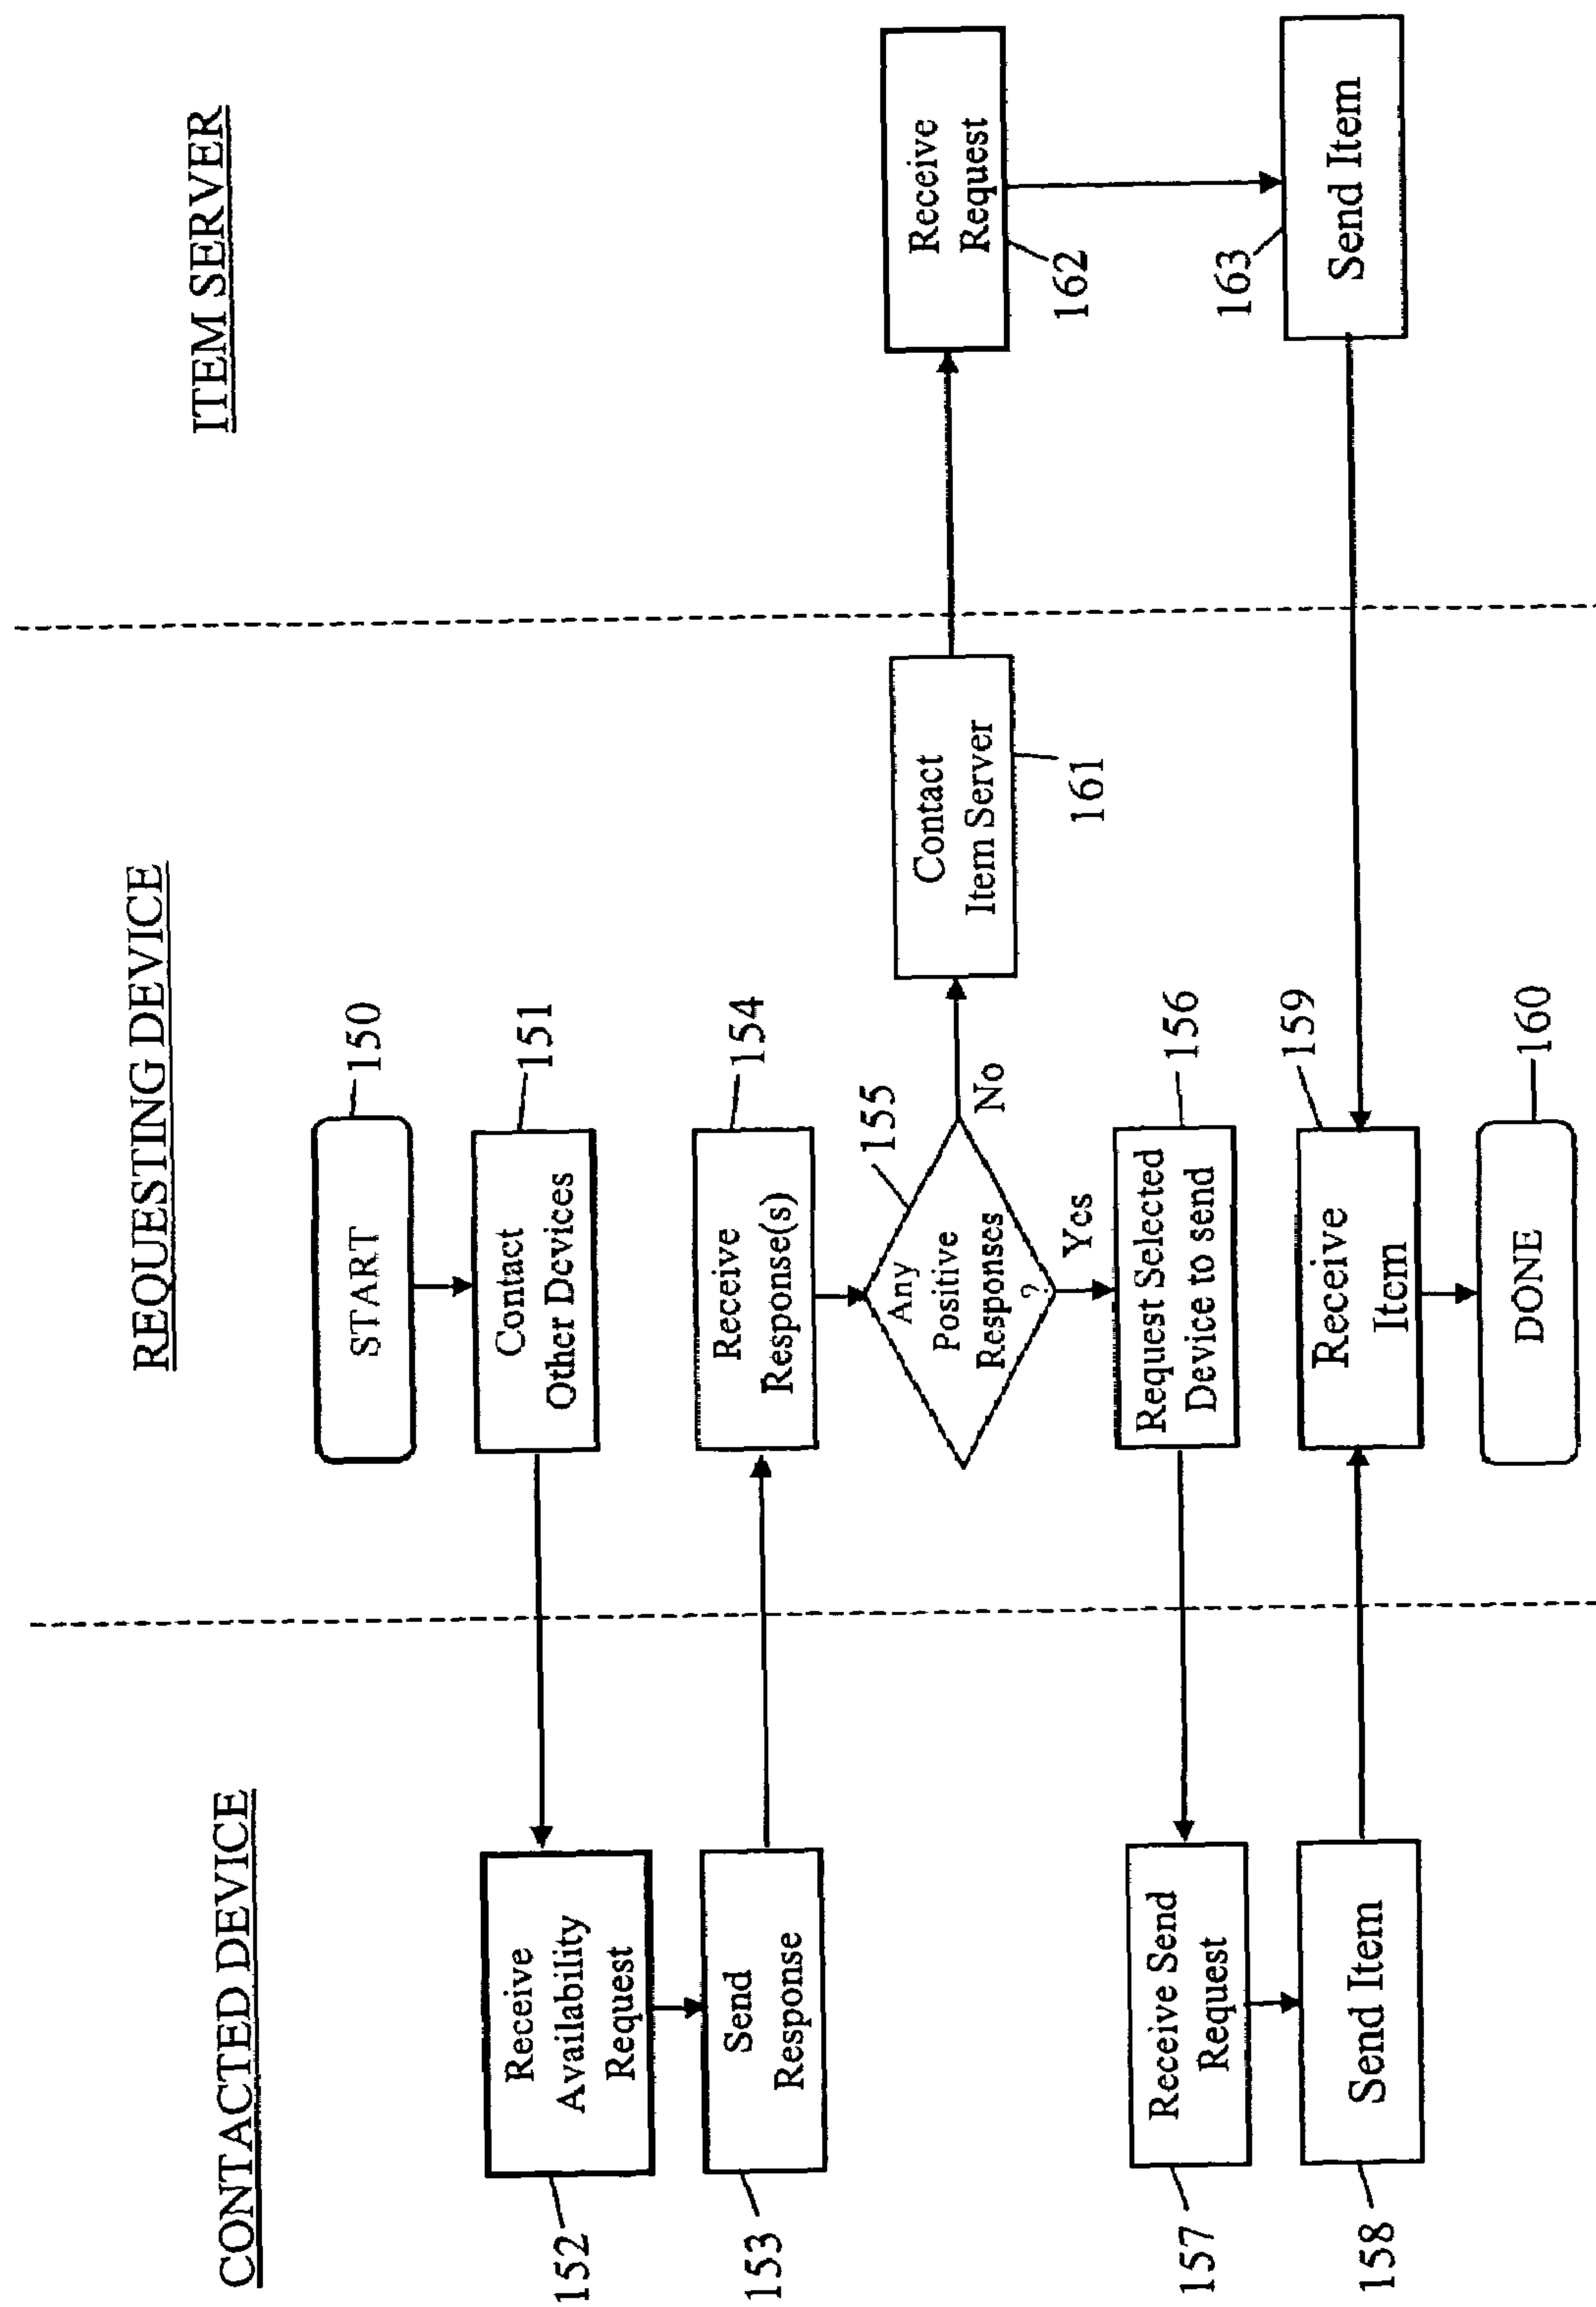 CONTACTED DEVICE
REQUESTING DEVICE
ITEM SERVER
START
150
Contact
Other Devices
151
Receive
Availability
Request
152
Send
Response
153
Receive
Response(s)
154
Any
Positive
Responses
?
155
No
Yes
Contact
Item Server
161
Receive
Request
162
Request Selected
Device to send
156
Receive Send
Request
157
Send Item
158
Receive
Item
159
Send Item
163
DONE
160